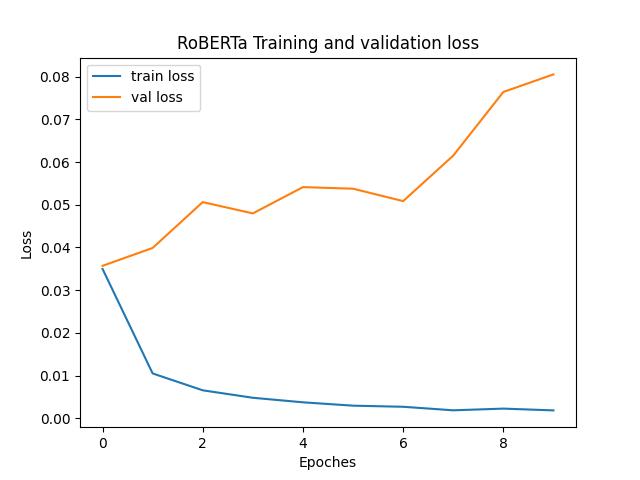 RoBERTa Training and validation loss
train loss
val loss
0.08
0.07
0.06
0.05
0.04
0.03
0.02
0.01
0.00
Loss
0 2 4 6 8
Epoches